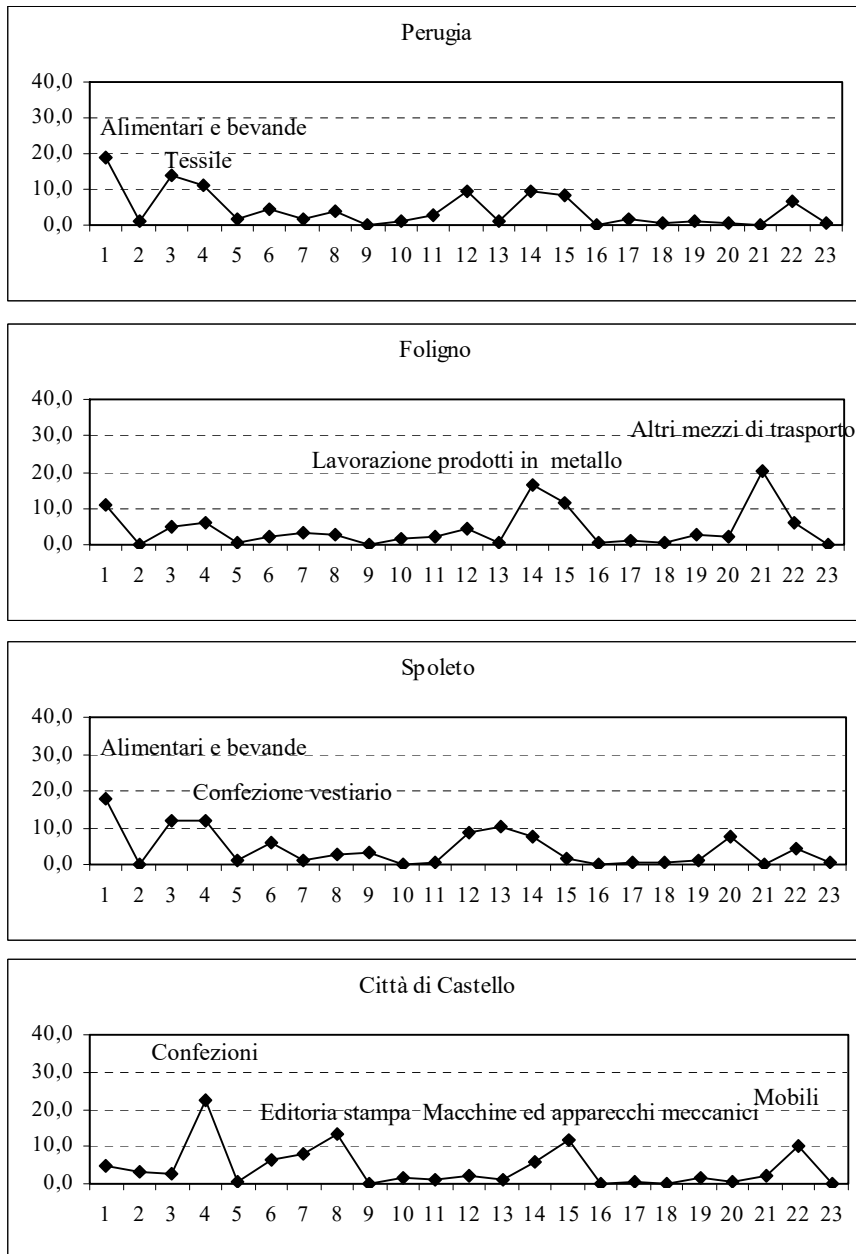 Perugia
40,0
30,0
Alimentari e bevande
20,0
Tessile
10,0
0,0
1 2 3 4 5 6 7 8 9 10 11 12 13 14 15 16 17 18 19 20 21 22 23
Foligno
40,0
Altri mezzi di trasporto
30,0
Lavorazione prodotti in metallo
20,0
10,0
0,0
1 2 3 4 5 6 7 8 9 10 11 12 13 14 15 16 17 18 19 20 21 22 23
Spoleto
40,0
Alimentari e bevande
30,0
20,0
Confezione vestiario
10,0
0,0
1 2 3 4 5 6 7 8 9 10 11 12 13 14 15 16 17 18 19 20 21 22 23
Città di Castello
40,0
Confezioni
30,0
Mobili
20,0
Editoria stampa Macchine ed apparecchi meccanici
10,0
0,0
1 2 3 4 5 6 7 8 9 10 11 12 13 14 15 16 17 18 19 20 21 22 23